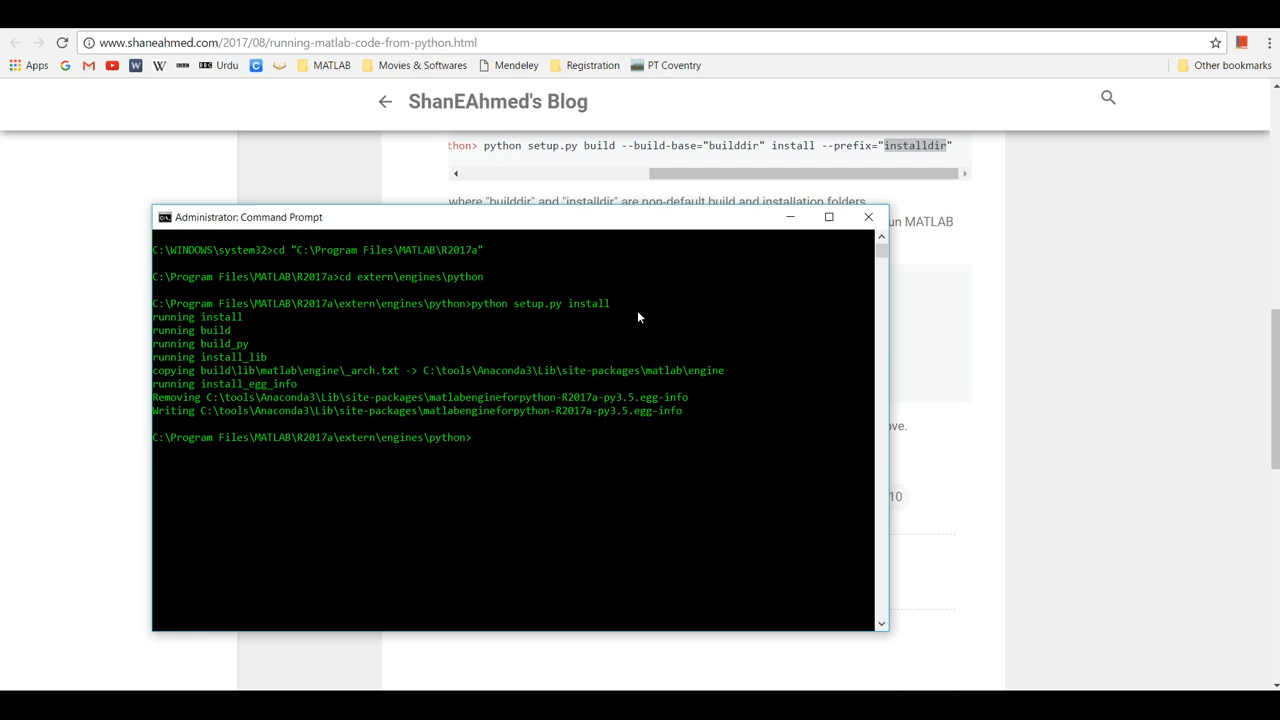 www.shaneahmed.com/2017/08/running-matlab-code-from-python.html
Apps Urdu MATLAB Movies & Softwares Mendeley Registration PT Coventry Other bookmarks
ShanEAhmed's Blog
thon> python setup.py build --build-base="builddir" install --prefix="installdir"
where "builddir" and "installdir" are non-default build and installation folders
un MATLAB
Administrator: Command Prompt
C:\WINDOWS\system32>cd "C:\Program Files\MATLAB\R2017a"
C:\Program Files\MATLAB\R2017a>cd extern\engines\python
C:\Program Files\MATLAB\R2017a\extern\engines\python>python setup.py install
running install
running build
running build_py
running install_lib
copying build\lib\matlab\engine\_arch.txt -> C:\tools\Anaconda3\Lib\site-packages\matlab\engine
running install_egg_info
Removing C:\tools\Anaconda3\Lib\site-packages\matlabengineforpython-R2017a-py3.5.egg-info
Writing C:\tools\Anaconda3\Lib\site-packages\matlabengineforpython-R2017a-py3.5.egg-info
ove.
C:\Program Files\MATLAB\R2017a\extern\engines\python>
10